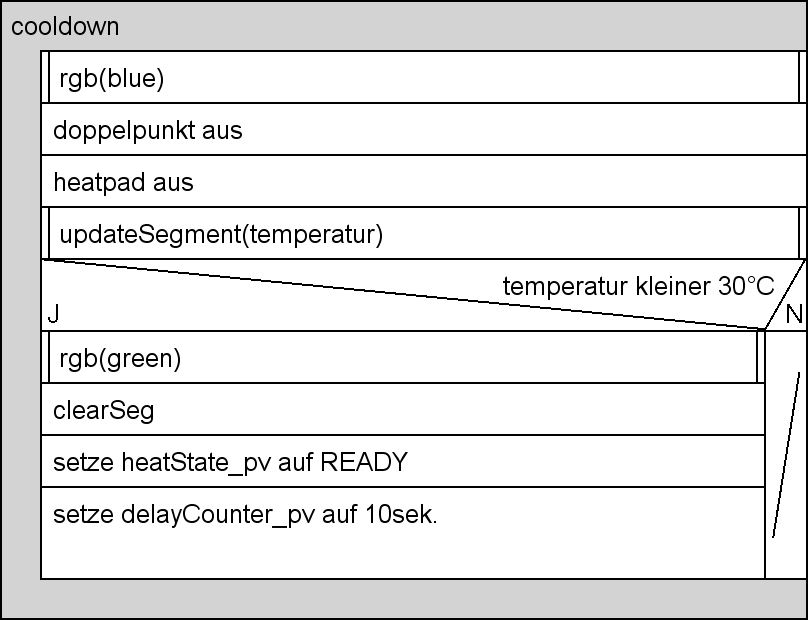 cooldown
rgb(blue)
doppelpunkt aus
heatpad aus
updateSegment(temperatur)
temperatur kleiner 30°C
J
N
rgb(green)
clearSeg
setze heatState_pv auf READY
setze delayCounter_pv auf 10sek.